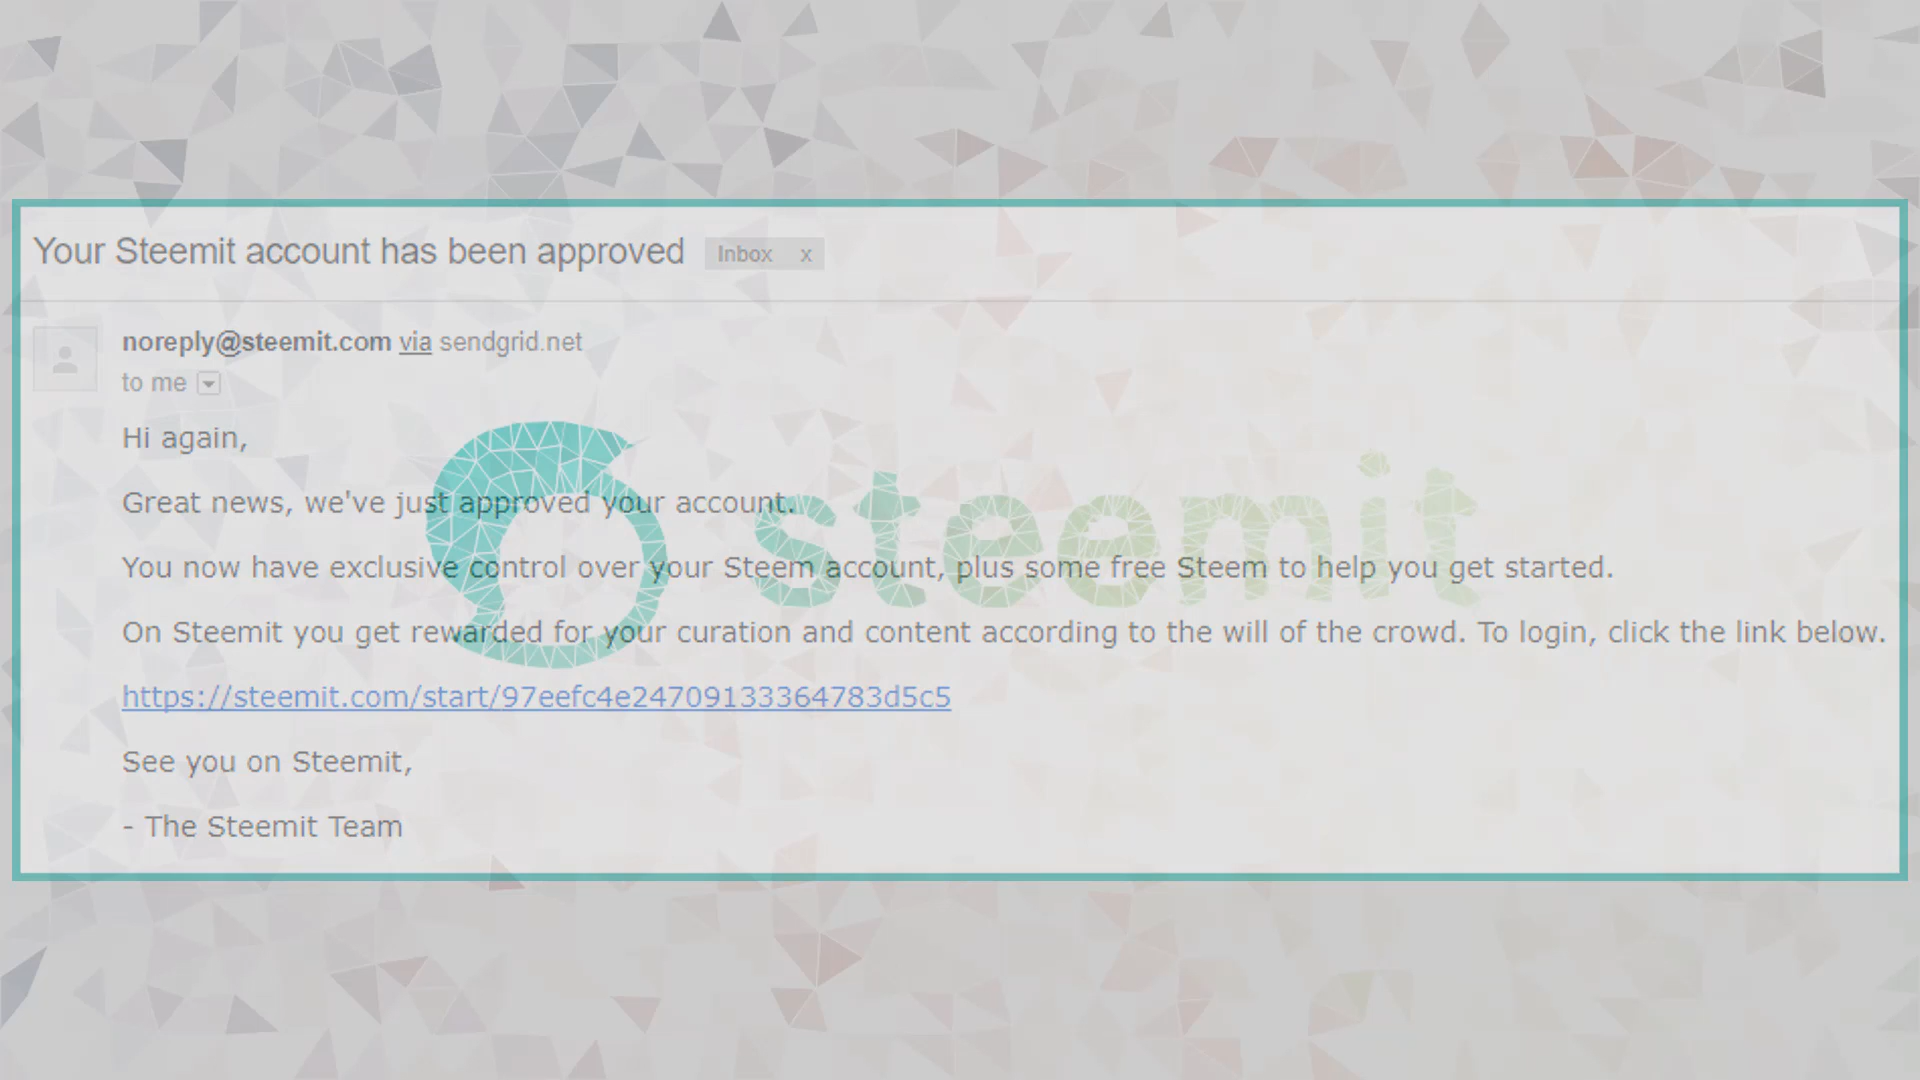 Your Steemit account has been approved Inbox x
noreply@steemit.com via sendgrid.net
to me
Hi again,
Great news, we've just approved your account.
You now have exclusive control over your Steem account, plus some free Steem to help you get started.
On Steemit you get rewarded for your curation and content according to the will of the crowd. To login, click the link below.
https://steemit.com/start/97eefc4e24709133364783d5c5
See you on Steemit,
- The Steemit Team
steemit